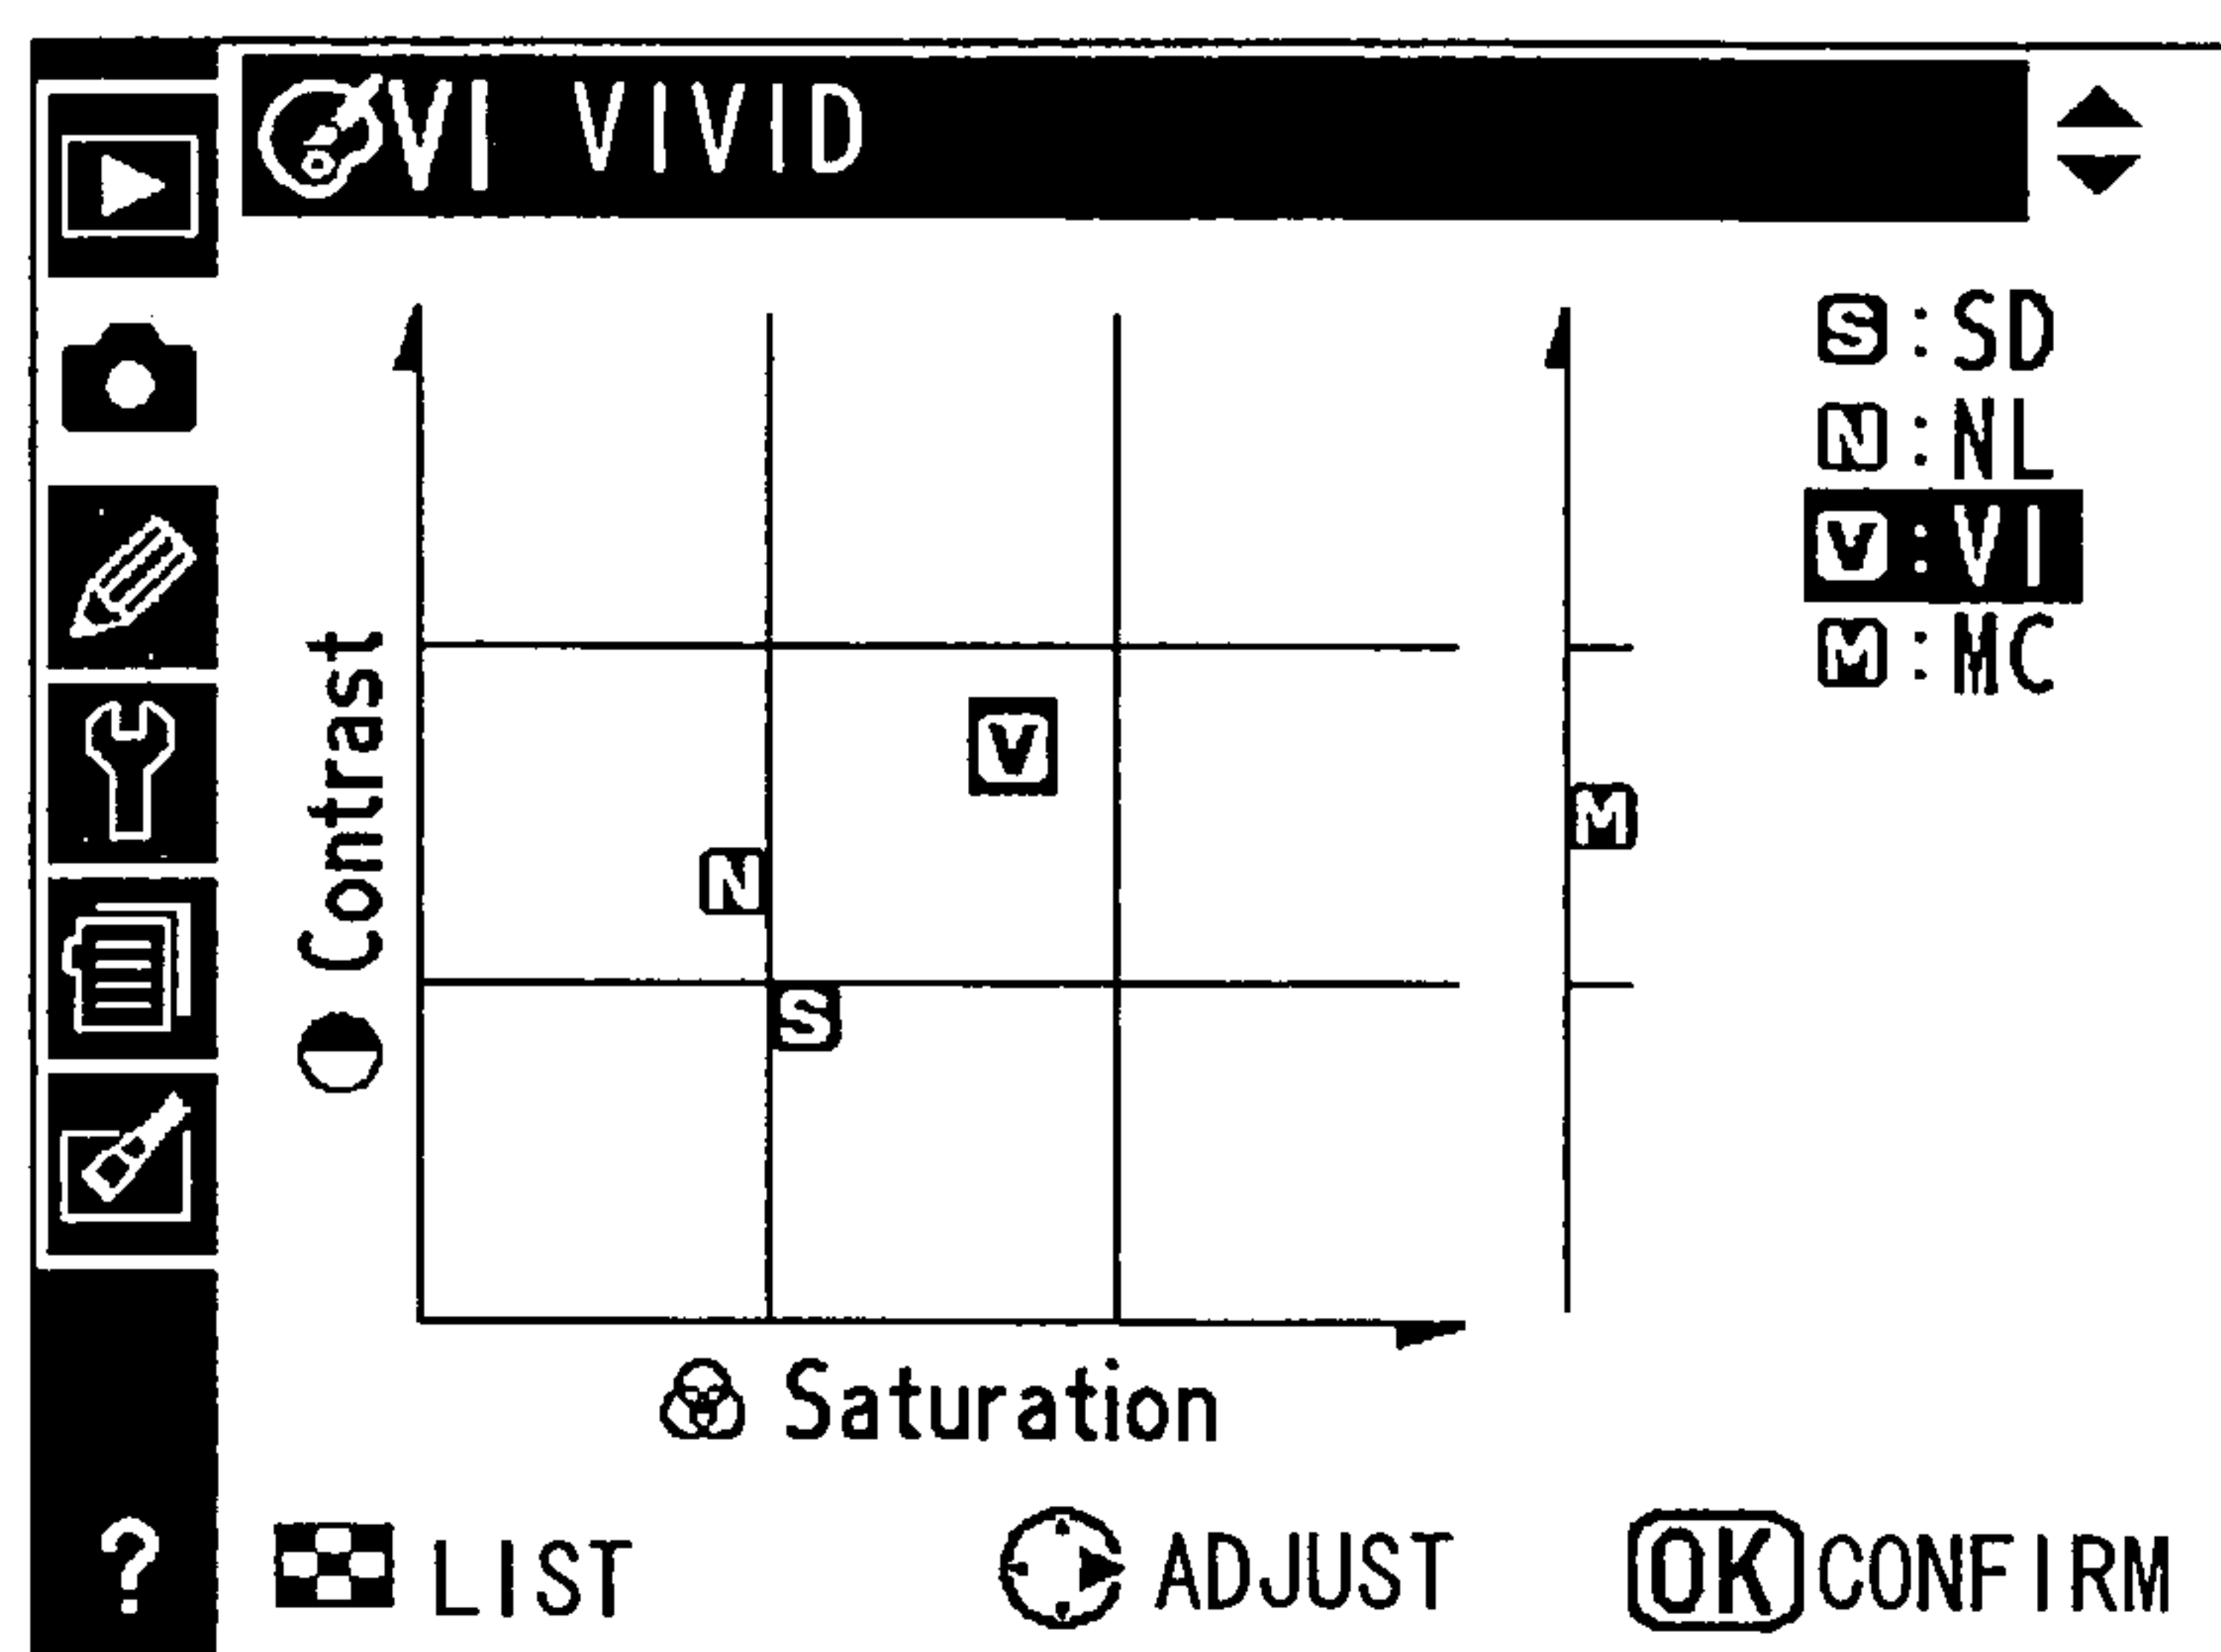 VI VIVID
S:SD
N:NL
V:VI
M:MC
Contrast
V
M
N
S
Saturation
? LIST ADJUST OK CONFIRM